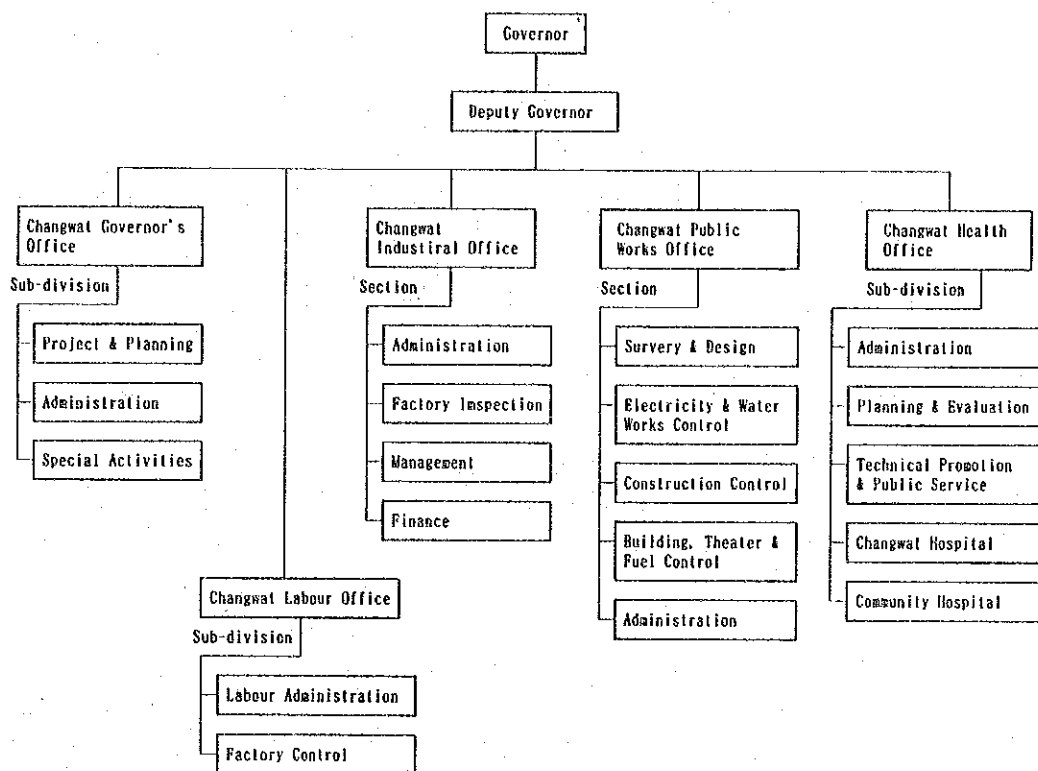 Governor
Deputy Governor
Changwat Governor's
Office
Sub-division
Project & Planning
Administration
Special Activities
Changwat Labour Office
Sub-division
Labour Administration
Factory Control
Changwat
Industiral Office
Section
Administration
Factory Inspection
Management
Finance
Changwat Public
Works Office
Section
Survery & Design
Electricity & Water
Works Control
Construction Control
Building, Theater &
Fuel Control
Administration
Changwat Health
Office
Sub-division
Administration
Planning & Evaluation
Technical Promotion
& Public Service
Changwat Hospital
Community Hospital